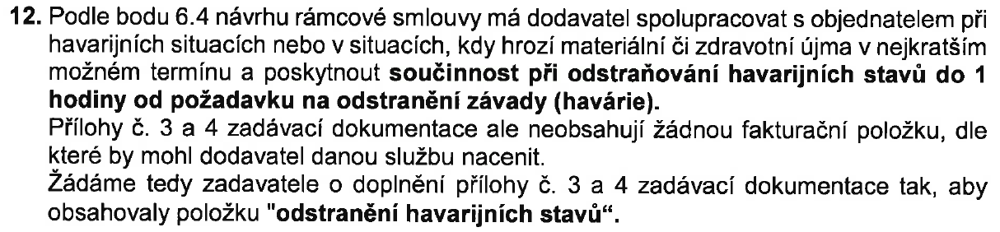 12. Podle bodu 6.4 návrhu rámcové smlouvy má dodavatel spolupracovat s objednatelem při
havarijních situacích nebo v situacích, kdy hrozí materiální či zdravotní újma v nejkratším
možném termínu a poskytnout součinnost při odstraňování havarijních stavů do 1
hodiny od požadavku na odstranění závady (havárie).
Přílohy č. 3 a 4 zadávací dokumentace ale neobsahují žádnou fakturační položku, dle
které by mohl dodavatel danou službu nacenit.
Žádáme tedy zadavatele o doplnění přílohy č. 3 a 4 zadávací dokumentace tak, aby
obsahovaly položku "odstranění havarijních stavů“.